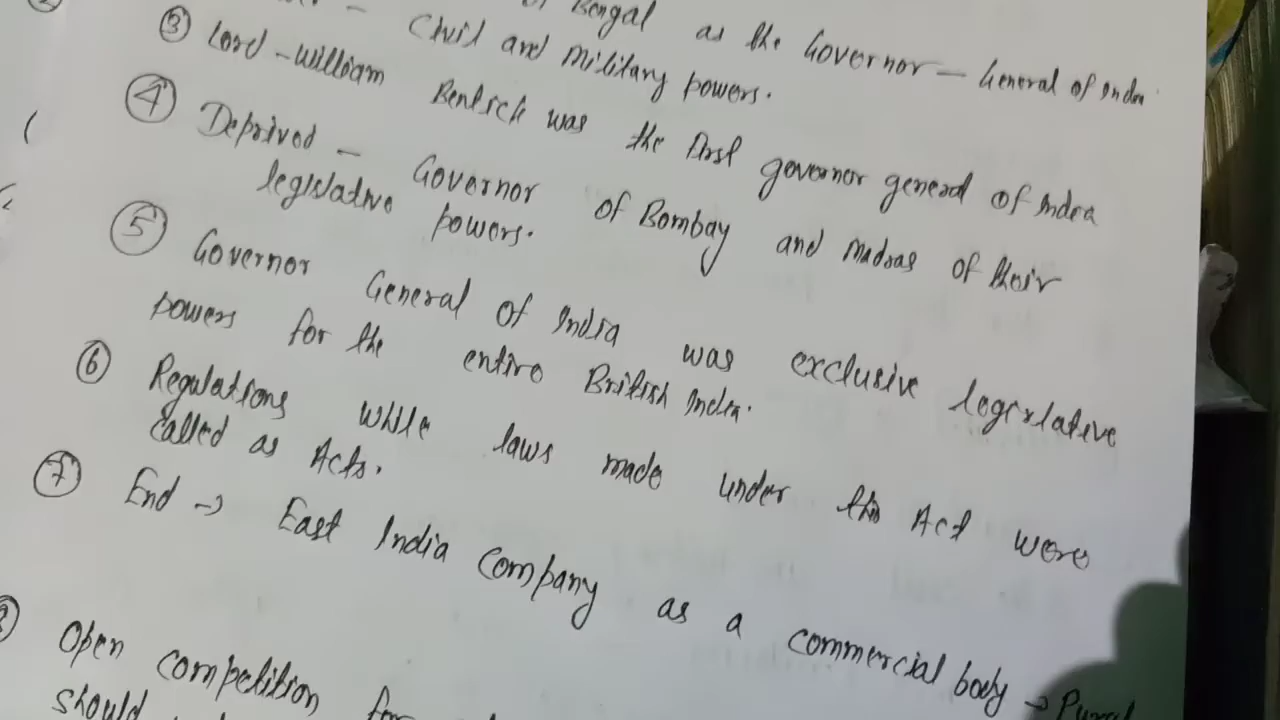 of Bengal as the Governor - General of India
- Civil and Military powers.
③ Lord - William Bentick was the first governor general of India
④ Deprived - Governor of Bombay and Madras of their
legislative powers.
⑤ Governor General of India was exclusive legislative
powers for the entire British India.
⑥ Regulations while laws made under this Act were
called as Acts.
⑦ End → East India Company as a commercial body →
Open competition
should